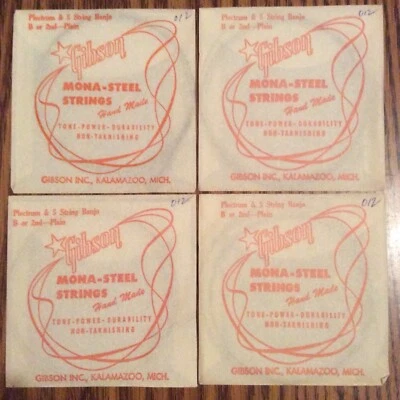 Plectrum & 5 String Banjo
B or 2nd—Plain
.012
Gibson
MONA-STEEL
STRINGS
Hand Made
TONE-POWER-DURABILITY
NON-TARNISHING
GIBSON INC., KALAMAZOO, MICH.
Plectrum & 5 String Banjo
B or 2nd—Plain
.012
Gibson
MONA-STEEL
STRINGS
Hand Made
TONE-POWER-DURABILITY
NON-TARNISHING
GIBSON INC., KALAMAZOO, MICH.
Plectrum & 5 String Banjo
B or 2nd—Plain
.012
Gibson
MONA-STEEL
STRINGS
Hand Made
TONE-POWER-DURABILITY
NON-TARNISHING
GIBSON INC., KALAMAZOO, MICH.
Plectrum & 5 String Banjo
B or 2nd—Plain
.012
Gibson
MONA-STEEL
STRINGS
Hand Made
TONE-POWER-DURABILITY
NON-TARNISHING
GIBSON INC., KALAMAZOO, MICH.